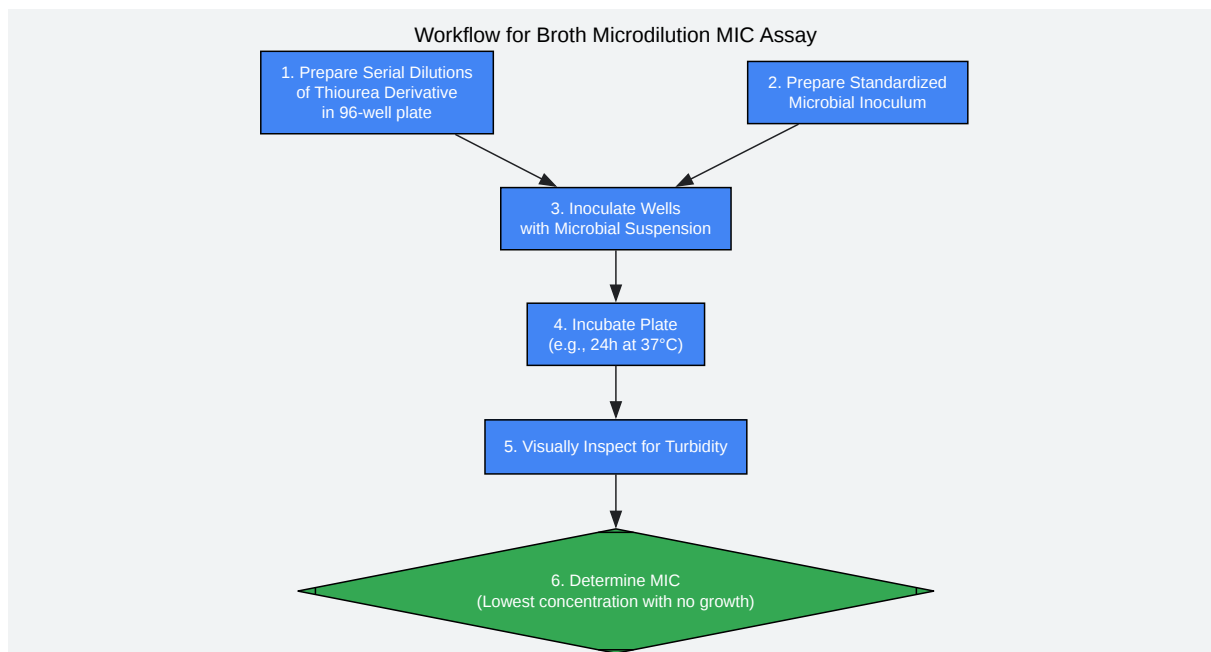 Workflow for Broth Microdilution MIC Assay
1. Prepare Serial Dilutions
of Thiourea Derivative
in 96-well plate
2. Prepare Standardized
Microbial Inoculum
3. Inoculate Wells
with Microbial Suspension
4. Incubate Plate
(e.g., 24h at 37°C)
5. Visually Inspect for Turbidity
6. Determine MIC
(Lowest concentration with no growth)